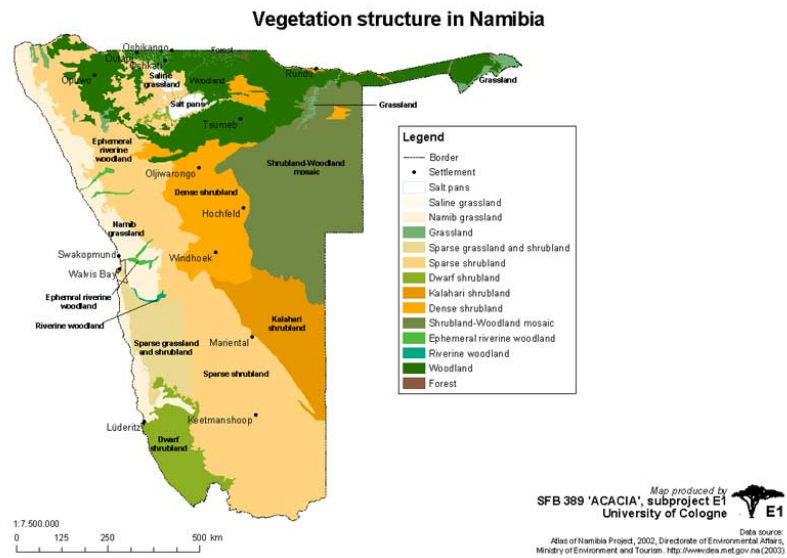 Vegetation structure in Namibia
Oshikango
Outapi
Oshkati
Forest
Opuwo
Saline
grassland
Woodland
Rundu
Grassland
Salt pans
Grassland
Tsumeb
Ephemeral
riverine
woodland
Shrubland-Woodland
mosaic
Oljiwarongo
Dense shrubland
Hochfeld
Namib
grassland
Swakopmund
Windhoek
Walvis Bay
Ephemral riverine
woodland
Riverine woodland
Kalahari
shrubland
Mariental
Sparse grassland
and shrubland
Sparse shrubland
Keetmanshoop
Lüderitz
Dwarf
shrubland
Legend
Border
Settlement
Salt pans
Saline grassland
Namib grassland
Grassland
Sparse grassland and shrubland
Sparse shrubland
Dwarf shrubland
Kalahari shrubland
Dense shrubland
Shrubland-Woodland mosaic
Ephemeral riverine woodland
Riverine woodland
Woodland
Forest
1:7.500.000
0 125 250 500 km
Map produced by
SFB 389 'ACACIA', subproject E1
University of Cologne
E1
Data source:
Atlas of Namibia Project, 2002, Directorate of Environmental Affairs,
Ministry of Environment and Tourism. http://www.dea.met.gov.na (2003)